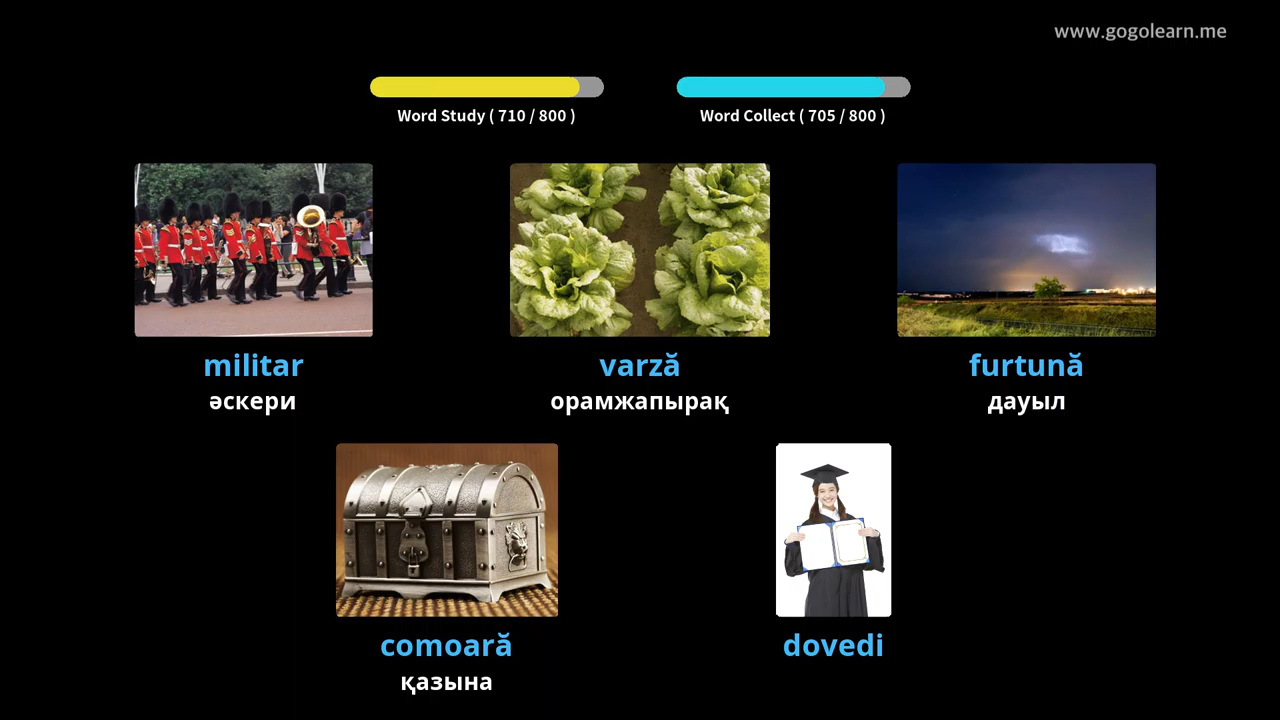 www.gogolearn.me
Word Study ( 710 / 800 )
Word Collect ( 705 / 800 )
militar
әскери
varză
орамжапырақ
furtună
дауыл
comoară
қазына
dovedi